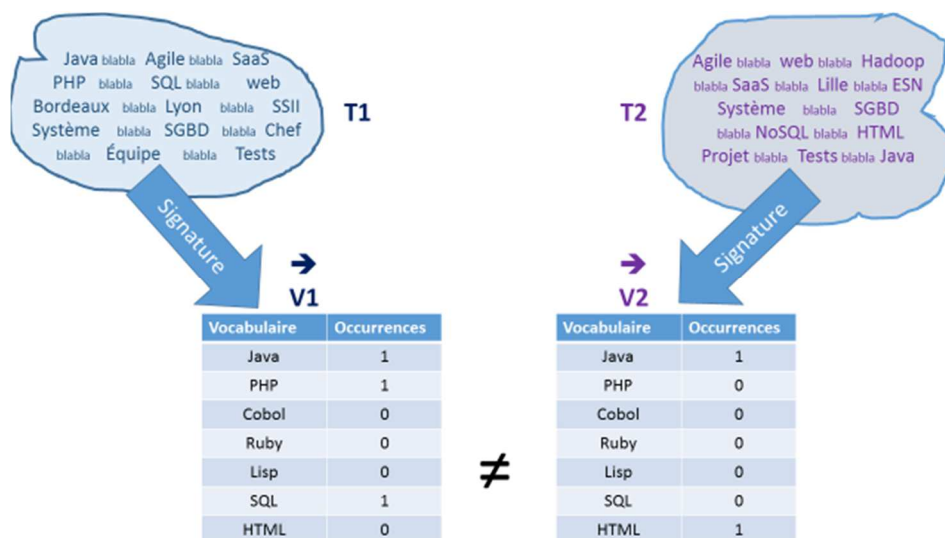 Java blabla Agile blabla SaaS
PHP blabla SQL blabla web
Bordeaux blabla Lyon blabla SSII
Système blabla SGBD blabla Chef
blabla Équipe blabla Tests
T1
Signature
➔
V1
Vocabulaire Occurrences
Java 1
PHP 1
Cobol 0
Ruby 0
Lisp 0
SQL 1
HTML 0
≠
Agile blabla web blabla Hadoop
blabla SaaS blabla Lille blabla ESN
Système blabla SGBD
blabla NoSQL blabla HTML
Projet blabla Tests blabla Java
T2
Signature
➔
V2
Vocabulaire Occurrences
Java 1
PHP 0
Cobol 0
Ruby 0
Lisp 0
SQL 0
HTML 1